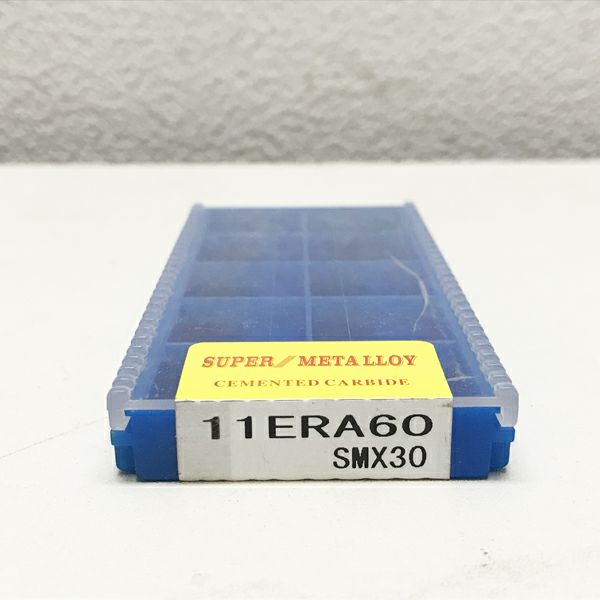 SUPER//METALLOY
CEMENTED CARBIDE
11ERA60
SMX30